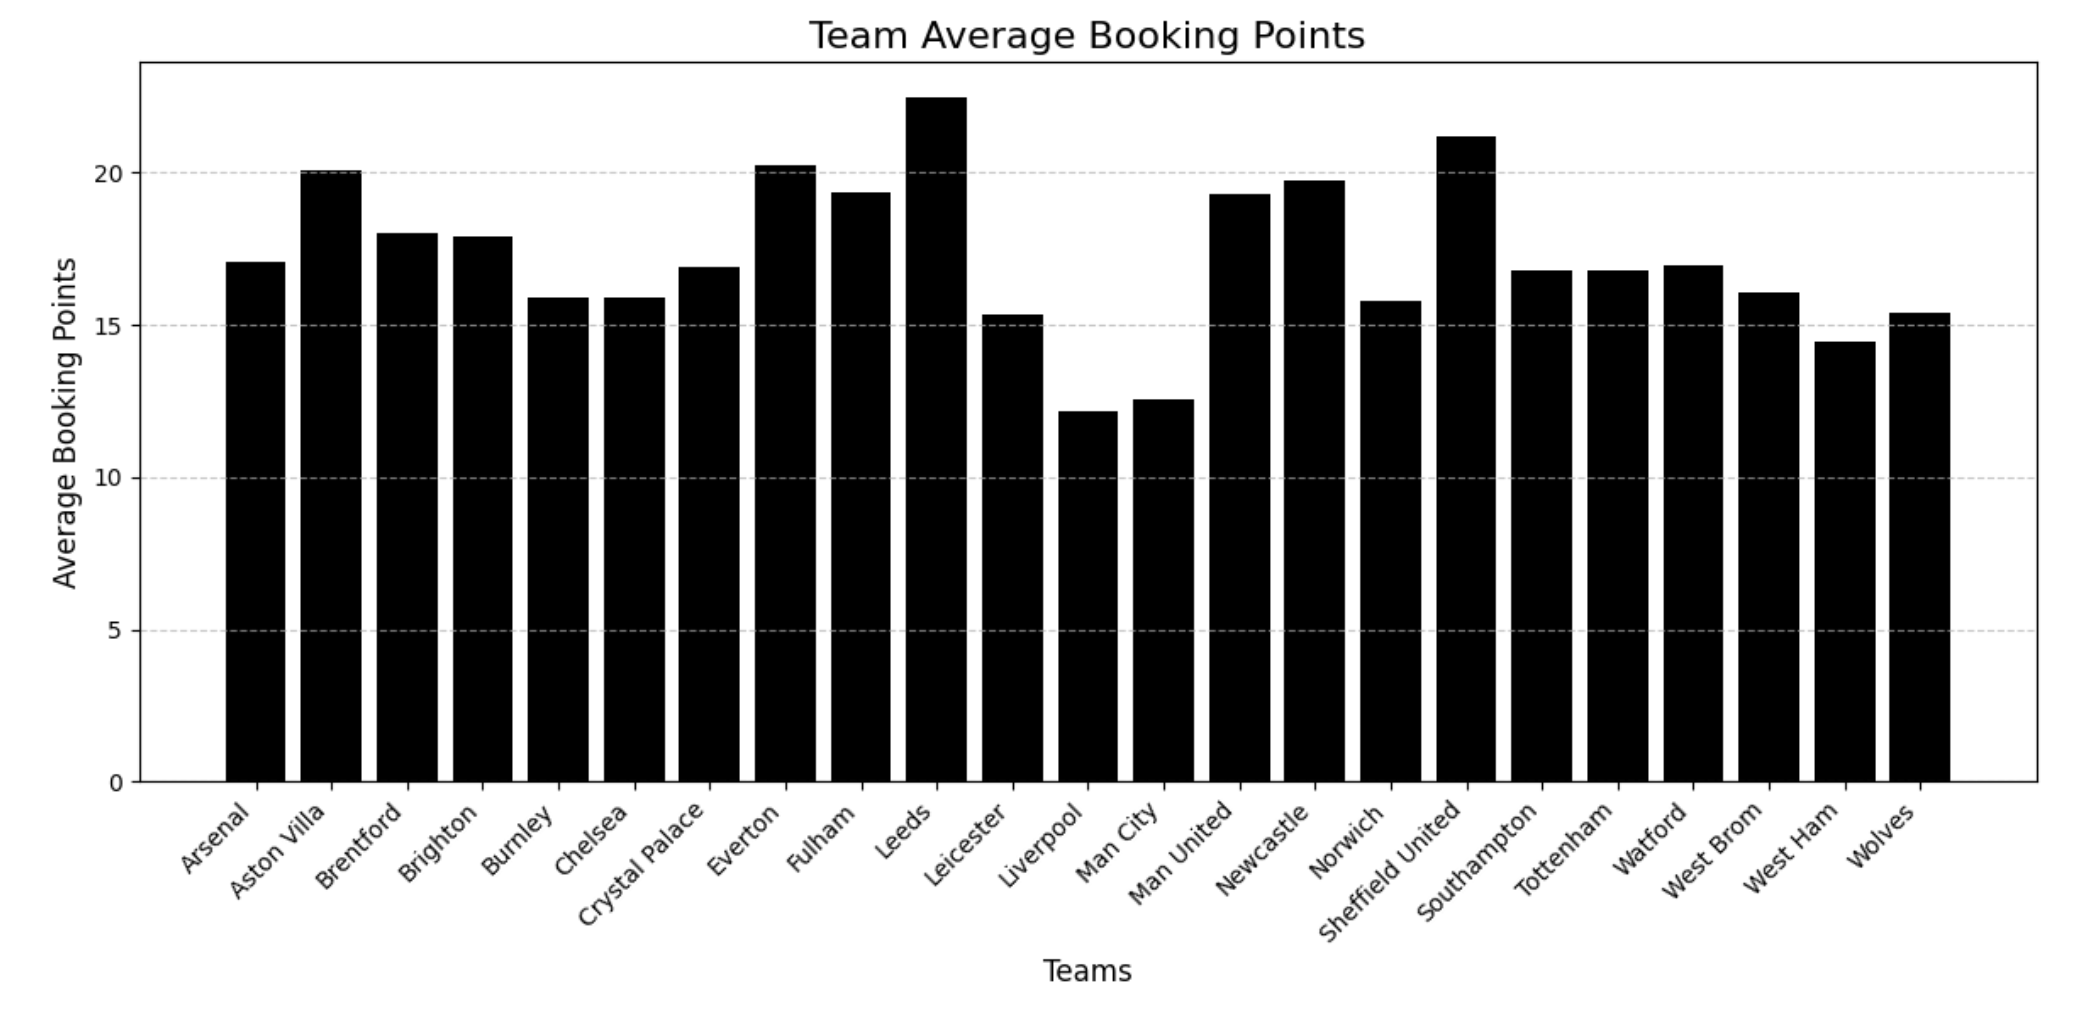 Team Average Booking Points
Average Booking Points
20
15
10
5
0
Arsenal
Aston Villa
Brentford
Brighton
Burnley
Chelsea
Crystal Palace
Everton
Fulham
Leeds
Leicester
Liverpool
Man City
Man United
Newcastle
Norwich
Sheffield United
Southampton
Tottenham
Watford
West Brom
West Ham
Wolves
Teams